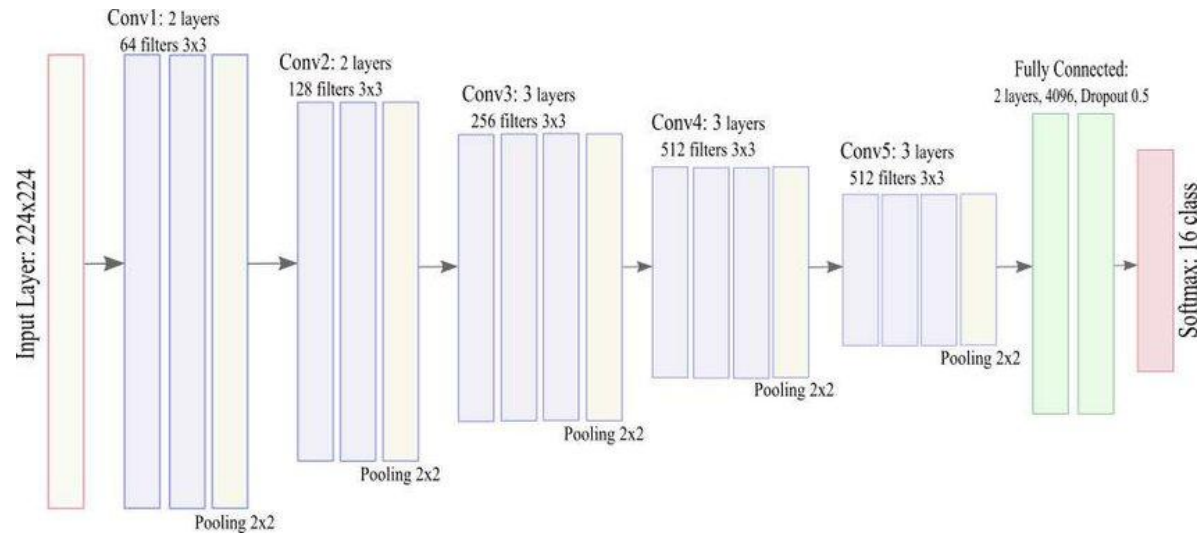 Input Layer: 224x224
Conv1: 2 layers
64 filters 3x3
Pooling 2x2
Conv2: 2 layers
128 filters 3x3
Pooling 2x2
Conv3: 3 layers
256 filters 3x3
Pooling 2x2
Conv4: 3 layers
512 filters 3x3
Pooling 2x2
Conv5: 3 layers
512 filters 3x3
Pooling 2x2
Fully Connected:
2 layers, 4096, Dropout 0.5
Softmax: 16 class